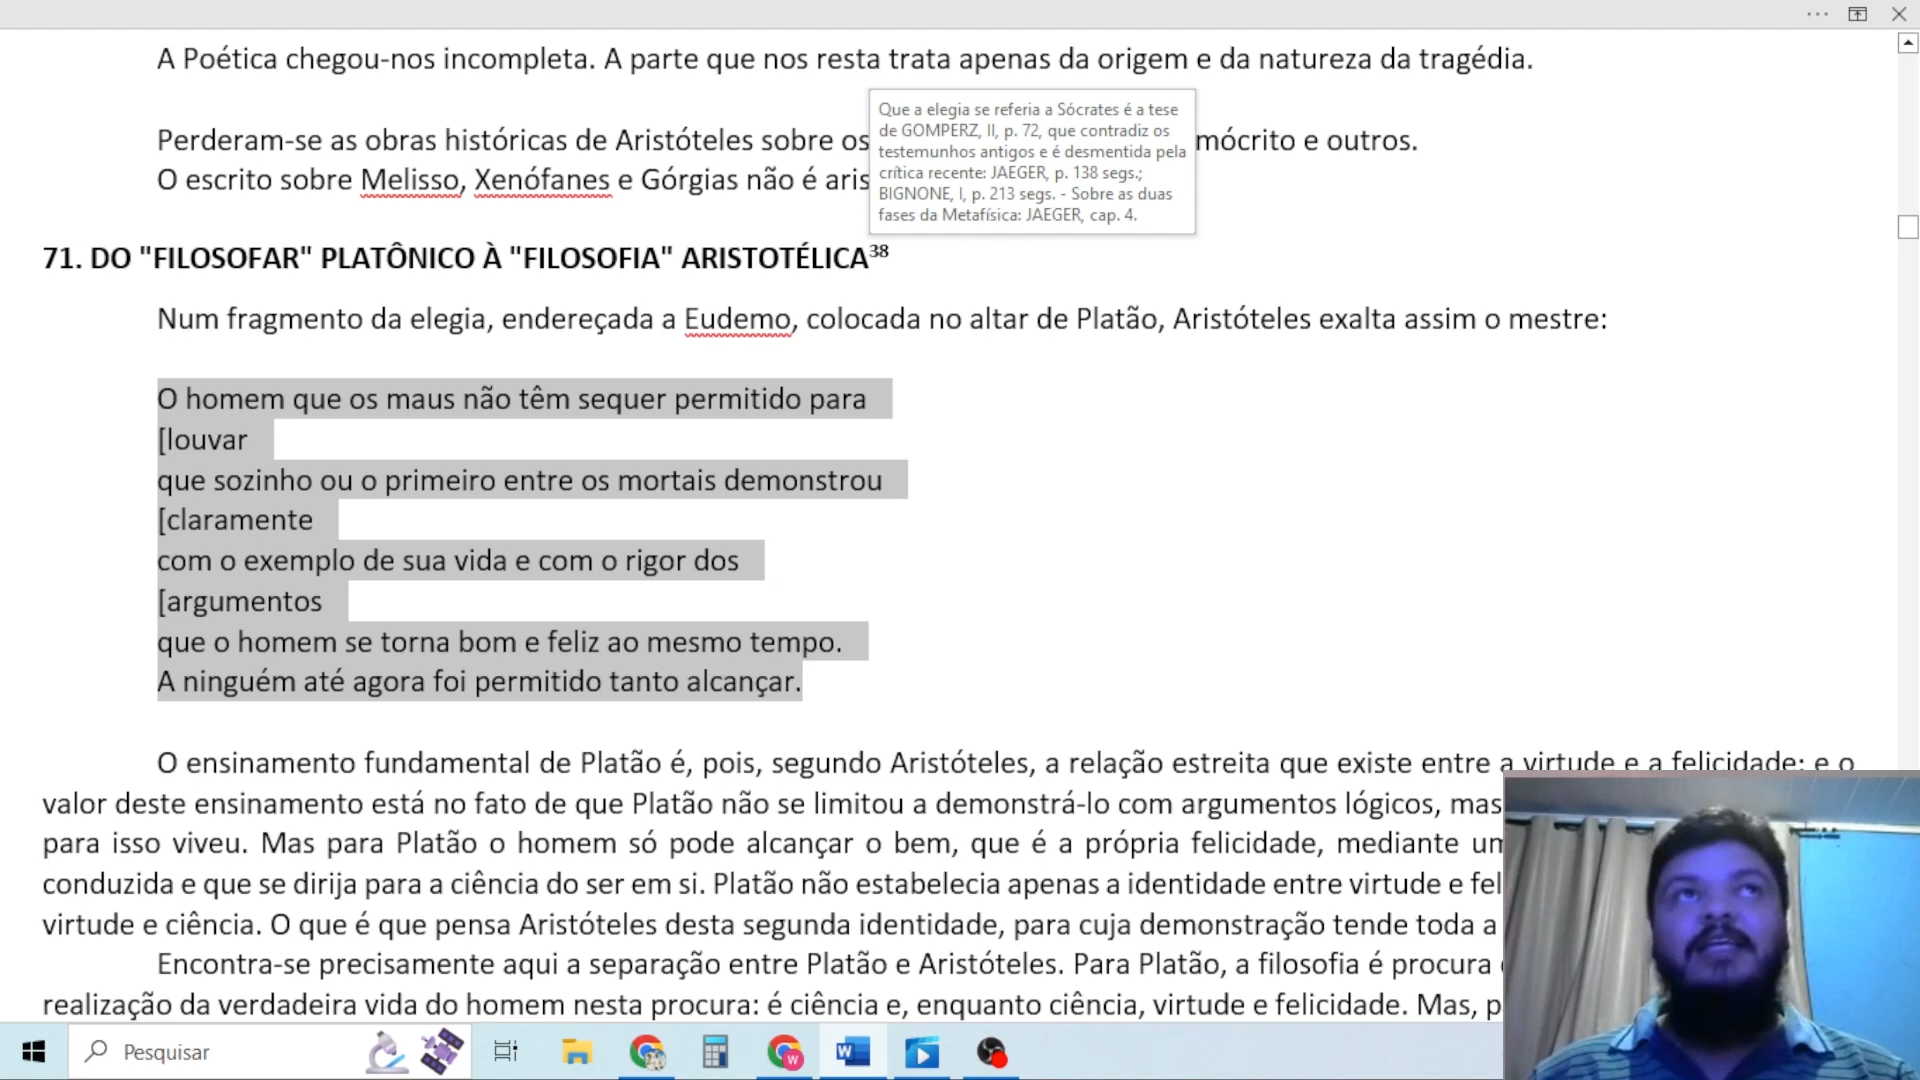 A Poética chegou-nos incompleta. A parte que nos resta trata apenas da origem e da natureza da tragédia.
Que a elegia se referia a Sócrates é a tese
de GOMPERZ, II, p. 72, que contradiz os
testemunhos antigos e é desmentida pela
crítica recente: JAEGER, p. 138 segs.;
BIGNONE, I, p. 213 segs. - Sobre as duas
fases da Metafísica: JAEGER, cap. 4.
Perderam-se as obras históricas de Aristóteles sobre os mócrito e outros.
O escrito sobre Melisso, Xenófanes e Górgias não é aris
71. DO "FILOSOFAR" PLATÔNICO À "FILOSOFIA" ARISTOTÉLICA38
Num fragmento da elegia, endereçada a Eudemo, colocada no altar de Platão, Aristóteles exalta assim o mestre:
O homem que os maus não têm sequer permitido para
[louvar
que sozinho ou o primeiro entre os mortais demonstrou
[claramente
com o exemplo de sua vida e com o rigor dos
[argumentos
que o homem se torna bom e feliz ao mesmo tempo.
A ninguém até agora foi permitido tanto alcançar.
O ensinamento fundamental de Platão é, pois, segundo Aristóteles, a relação estreita que existe entre a virtude e a felicidade; e o
valor deste ensinamento está no fato de que Platão não se limitou a demonstrá-lo com argumentos lógicos, mas
para isso viveu. Mas para Platão o homem só pode alcançar o bem, que é a própria felicidade, mediante um
conduzida e que se dirija para a ciência do ser em si. Platão não estabelecia apenas a identidade entre virtude e fel
virtude e ciência. O que é que pensa Aristóteles desta segunda identidade, para cuja demonstração tende toda a
Encontra-se precisamente aqui a separação entre Platão e Aristóteles. Para Platão, a filosofia é procura
realização da verdadeira vida do homem nesta procura: é ciência e, enquanto ciência, virtude e felicidade. Mas, p
Pesquisar